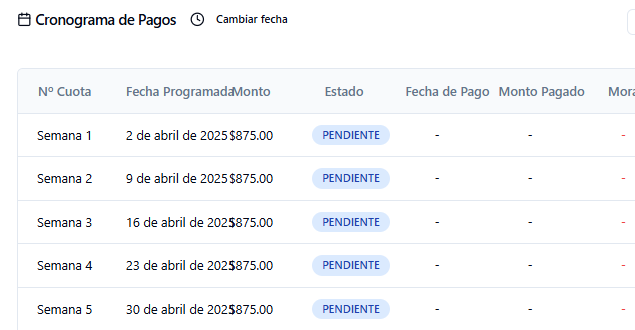 Cronograma de Pagos Cambiar fecha
Nº Cuota Fecha Programada Monto Estado Fecha de Pago Monto Pagado Mora
Semana 1 2 de abril de 2025 $875.00 PENDIENTE - - -
Semana 2 9 de abril de 2025 $875.00 PENDIENTE - - -
Semana 3 16 de abril de 2025 $875.00 PENDIENTE - - -
Semana 4 23 de abril de 2025 $875.00 PENDIENTE - - -
Semana 5 30 de abril de 2025 $875.00 PENDIENTE - - -